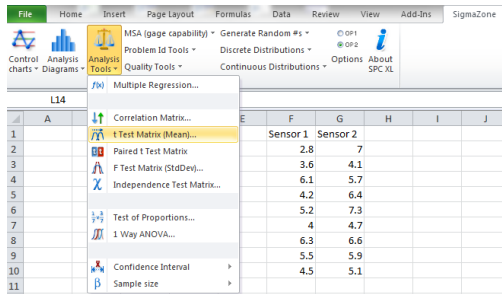 File Home Insert Page Layout Formulas Data Review View Add-Ins SigmaZone
Control charts Analysis Diagrams Analysis Tools
MSA (gage capability) Generate Random #s OP1
Problem Id Tools Discrete Distributions OP2
Quality Tools Continuous Distributions Options About SPC XL
L14
f(x) Multiple Regression...
Correlation Matrix...
t Test Matrix (Mean)...
Paired t Test Matrix
F Test Matrix (StdDev)...
χ Independence Test Matrix...
Test of Proportions...
1 Way ANOVA...
Confidence Interval
β Sample size
A E F G H I J
1 Sensor 1 Sensor 2
2 2.8 7
3 3.6 4.1
4 6.1 5.7
5 4.2 6.4
6 5.2 7.3
7 4 4.7
8 6.3 6.6
9 5.5 5.9
10 4.5 5.1
11